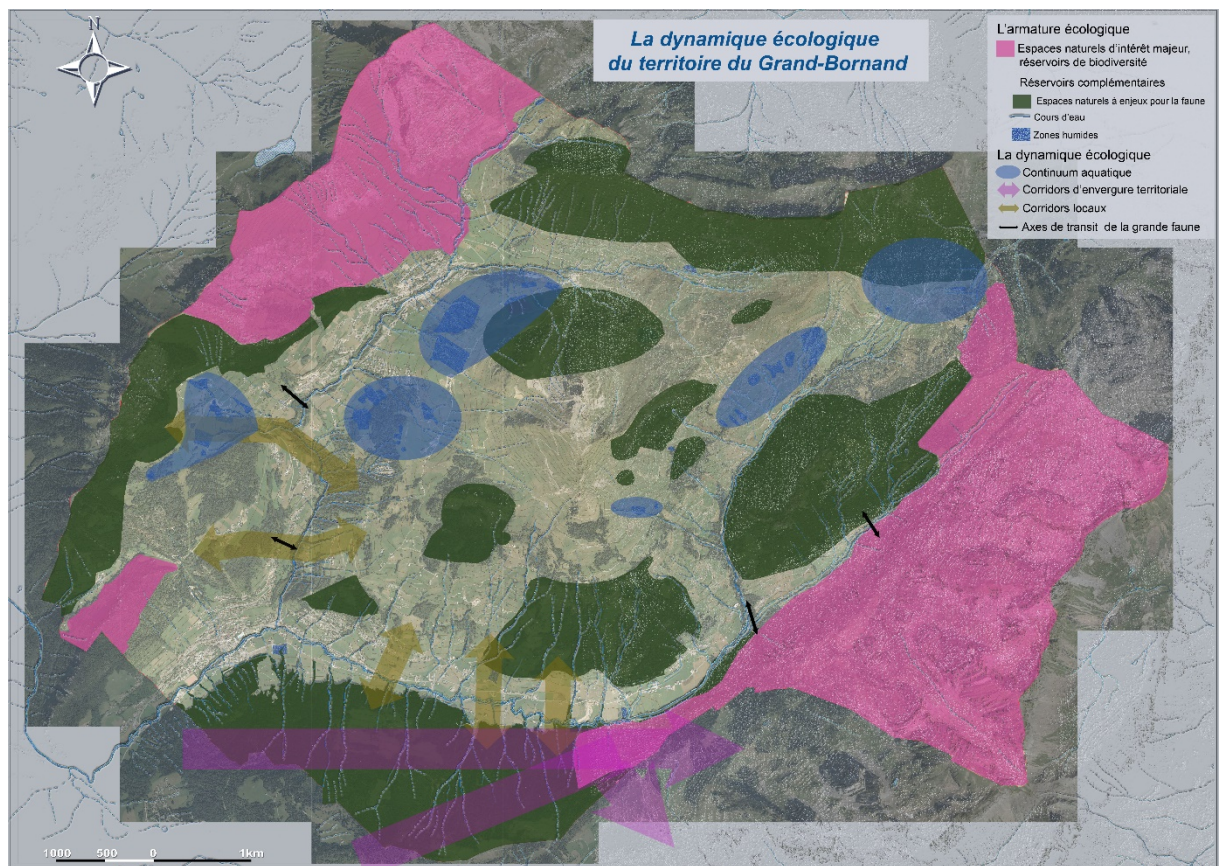 N
La dynamique écologique
du territoire du Grand-Bornand
L'armature écologique
Espaces naturels d'intérêt majeur,
réservoirs de biodiversité
Réservoirs complémentaires
Espaces naturels à enjeux pour la faune
Cours d'eau
Zones humides
La dynamique écologique
Continuum aquatique
Corridors d'envergure territoriale
Corridors locaux
Axes de transit de la grande faune
1000 500 0 1km